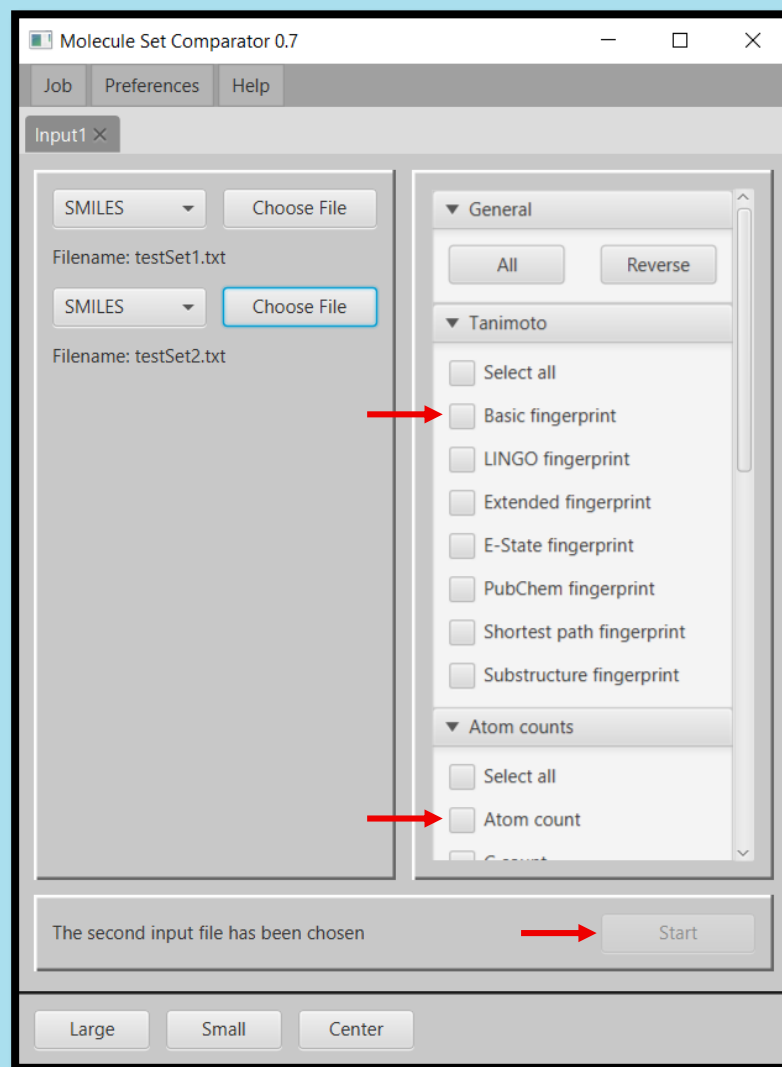 Molecule Set Comparator 0.7
Job Preferences Help
Input1
SMILES Choose File
Filename: testSet1.txt
SMILES Choose File
Filename: testSet2.txt
General
All Reverse
Tanimoto
Select all
Basic fingerprint
LINGO fingerprint
Extended fingerprint
E-State fingerprint
PubChem fingerprint
Shortest path fingerprint
Substructure fingerprint
Atom counts
Select all
Atom count
The second input file has been chosen Start
Large Small Center